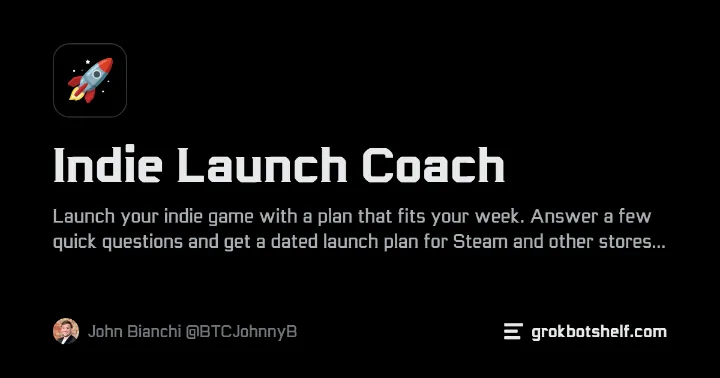 Indie Launch Coach
Launch your indie game with a plan that fits your week. Answer a few
quick questions and get a dated launch plan for Steam and other stores...
John Bianchi @BTCJohnnyB
grokbotshelf.com